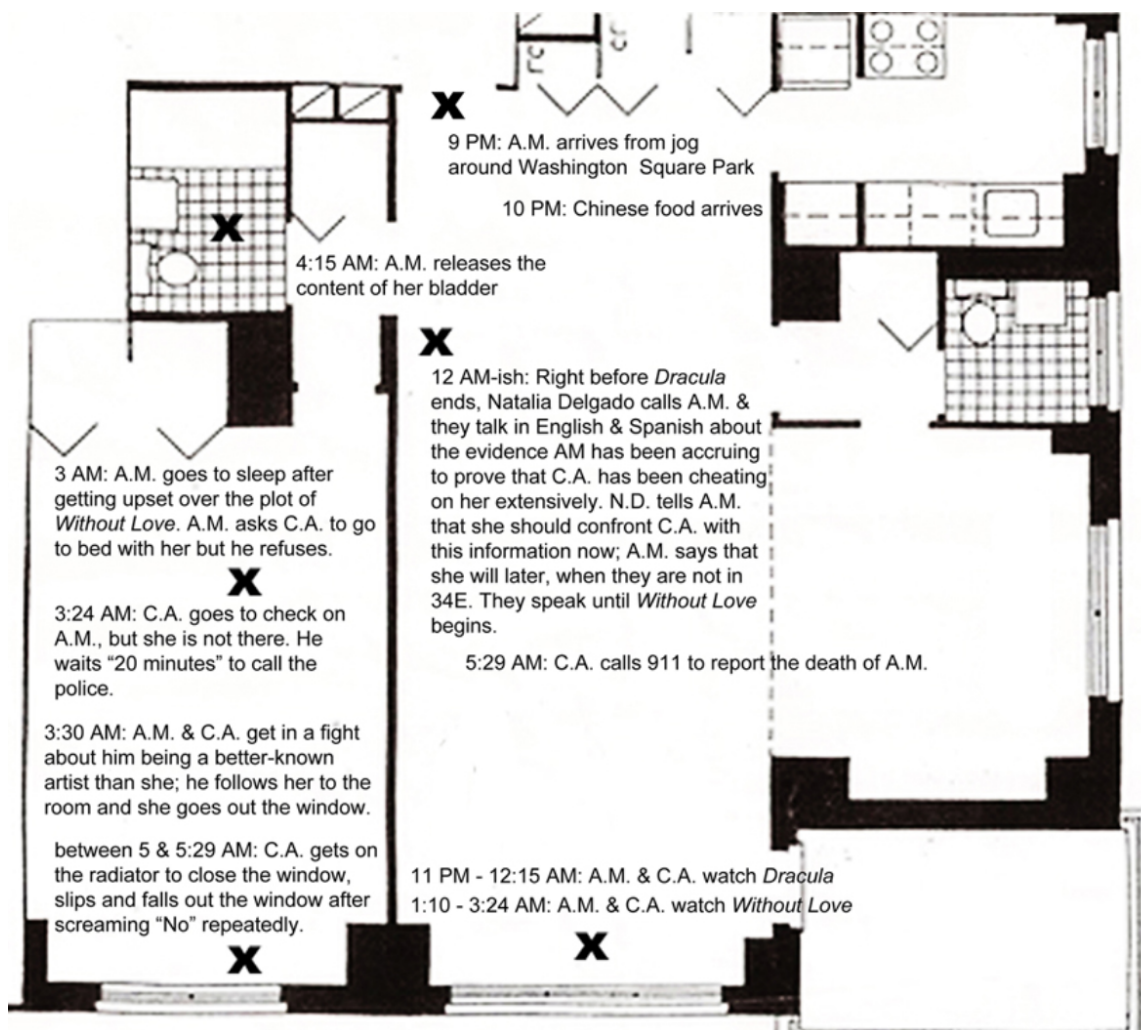 CL
CL
X
9 PM: A.M. arrives from jog
around Washington Square Park
10 PM: Chinese food arrives
X
4:15 AM: A.M. releases the
content of her bladder
X
12 AM-ish: Right before Dracula
ends, Natalia Delgado calls A.M. &
they talk in English & Spanish about
the evidence AM has been accruing
to prove that C.A. has been cheating
on her extensively. N.D. tells A.M.
that she should confront C.A. with
this information now; A.M. says that
she will later, when they are not in
34E. They speak until Without Love
begins.
5:29 AM: C.A. calls 911 to report the death of A.M.
3 AM: A.M. goes to sleep after
getting upset over the plot of
Without Love. A.M. asks C.A. to go
to bed with her but he refuses.
X
3:24 AM: C.A. goes to check on
A.M., but she is not there. He
waits “20 minutes” to call the
police.
3:30 AM: A.M. & C.A. get in a fight
about him being a better-known
artist than she; he follows her to the
room and she goes out the window.
between 5 & 5:29 AM: C.A. gets on
the radiator to close the window,
slips and falls out the window after
screaming “No” repeatedly.
X
11 PM - 12:15 AM: A.M. & C.A. watch Dracula
1:10 - 3:24 AM: A.M. & C.A. watch Without Love
X